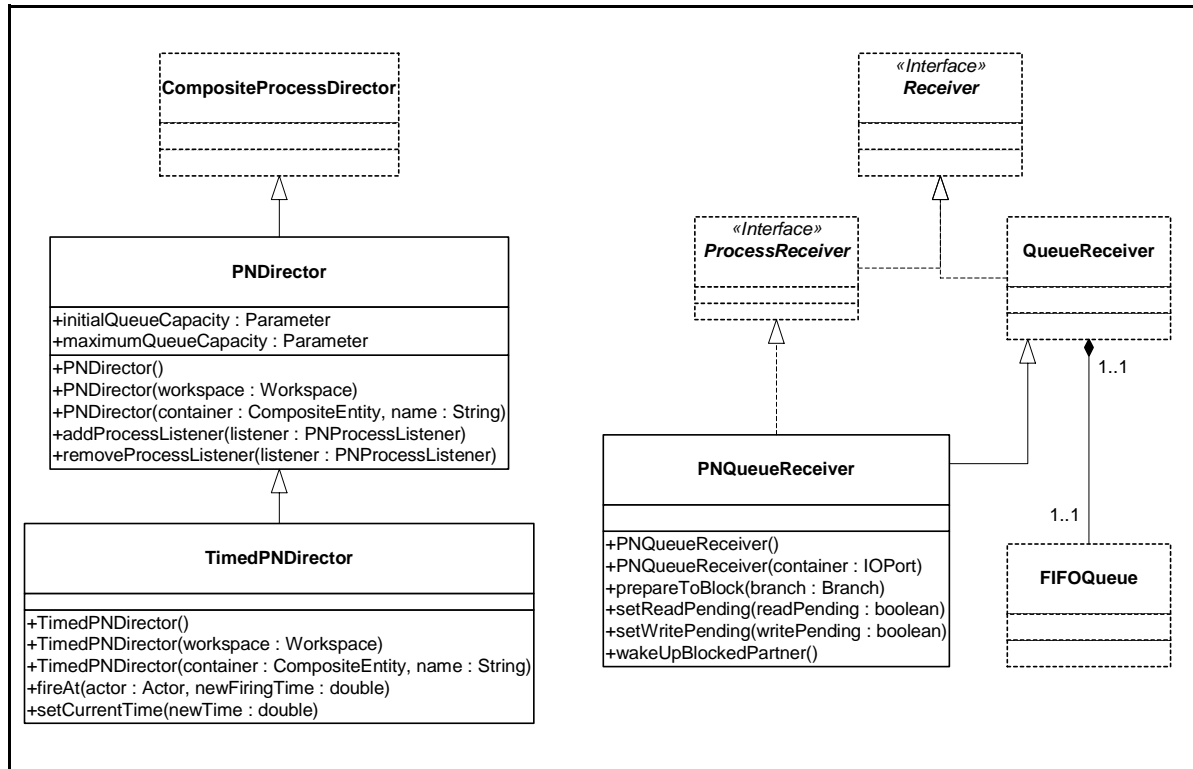 CompositeProcessDirector
PNDirector
+initialQueueCapacity : Parameter
+maximumQueueCapacity : Parameter
+PNDirector()
+PNDirector(workspace : Workspace)
+PNDirector(container : CompositeEntity, name : String)
+addProcessListener(listener : PNProcessListener)
+removeProcessListener(listener : PNProcessListener)
TimedPNDirector
+TimedPNDirector()
+TimedPNDirector(workspace : Workspace)
+TimedPNDirector(container : CompositeEntity, name : String)
+fireAt(actor : Actor, newFiringTime : double)
+setCurrentTime(newTime : double)
«Interface»
Receiver
«Interface»
ProcessReceiver
QueueReceiver
1..1
PNQueueReceiver
+PNQueueReceiver()
+PNQueueReceiver(container : IOPort)
+prepareToBlock(branch : Branch)
+setReadPending(readPending : boolean)
+setWritePending(writePending : boolean)
+wakeUpBlockedPartner()
1..1
FIFOQueue